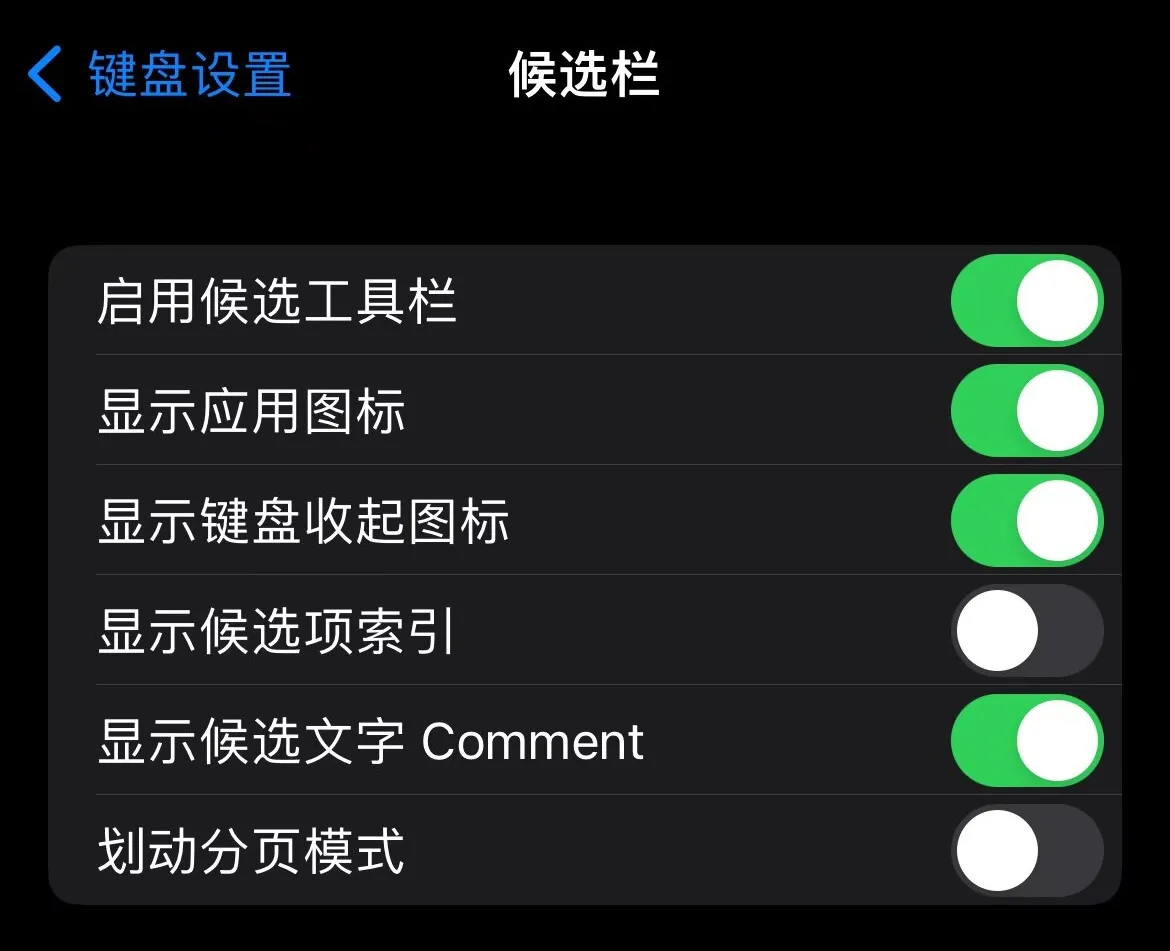 键盘设置
候选栏
启用候选工具栏
显示应用图标
显示键盘收起图标
显示候选项索引
显示候选文字 Comment
划动分页模式